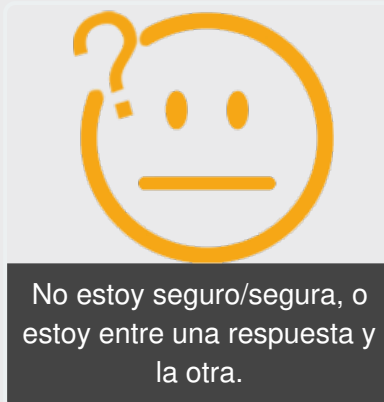 ?
No estoy seguro/segura, o
estoy entre una respuesta y
la otra.